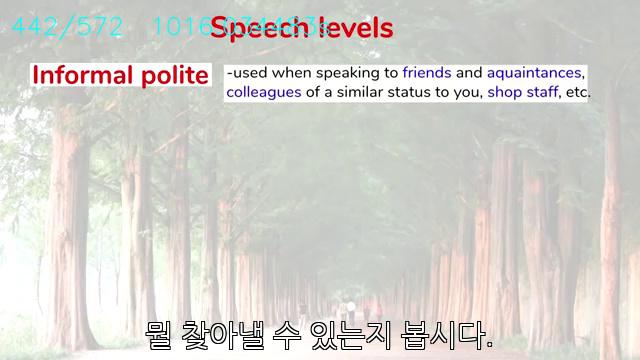 442/572 1016.034483s
Speech levels
Informal polite
-used when speaking to friends and aquaintances,
colleagues of a similar status to you, shop staff, etc.
뭘 찾아낼 수 있는지 봅시다.